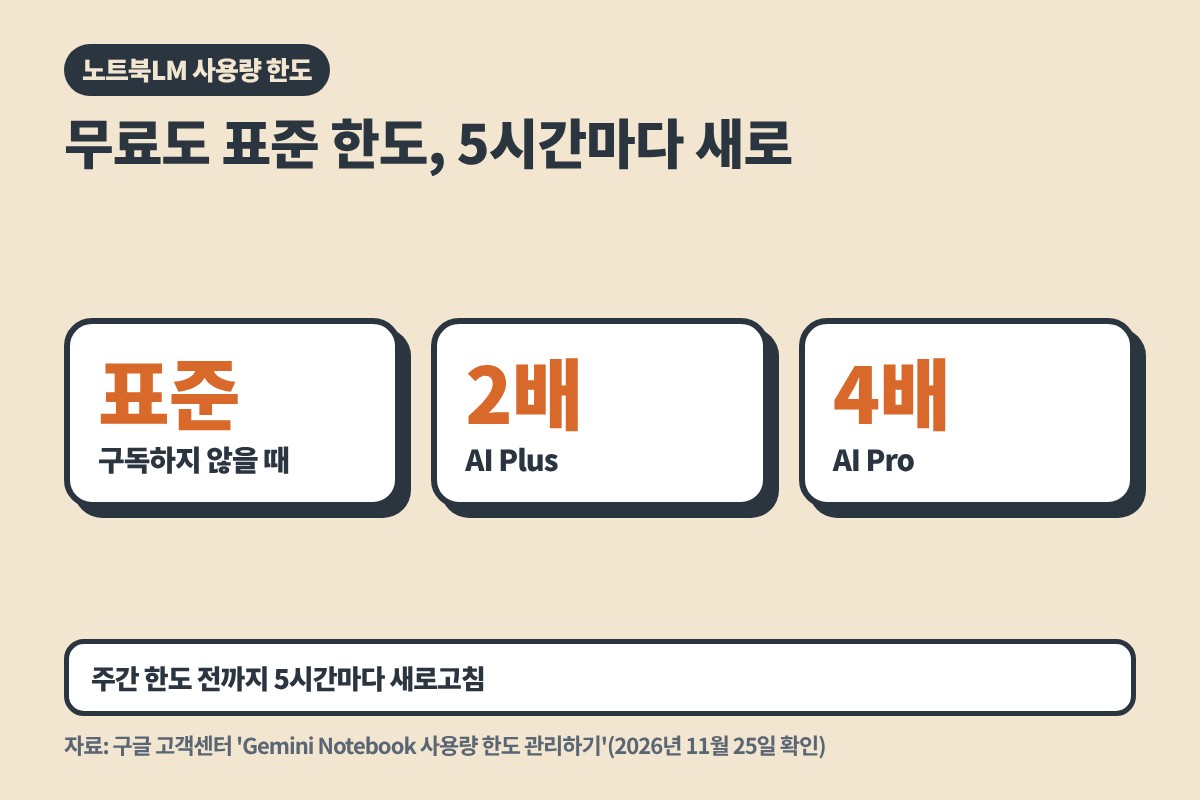 노트북LM 사용량 한도
무료도 표준 한도, 5시간마다 새로
표준
구독하지 않을 때
2배
AI Plus
4배
AI Pro
주간 한도 전까지 5시간마다 새로고침
자료: 구글 고객센터 'Gemini Notebook 사용량 한도 관리하기'(2026년 11월 25일 확인)